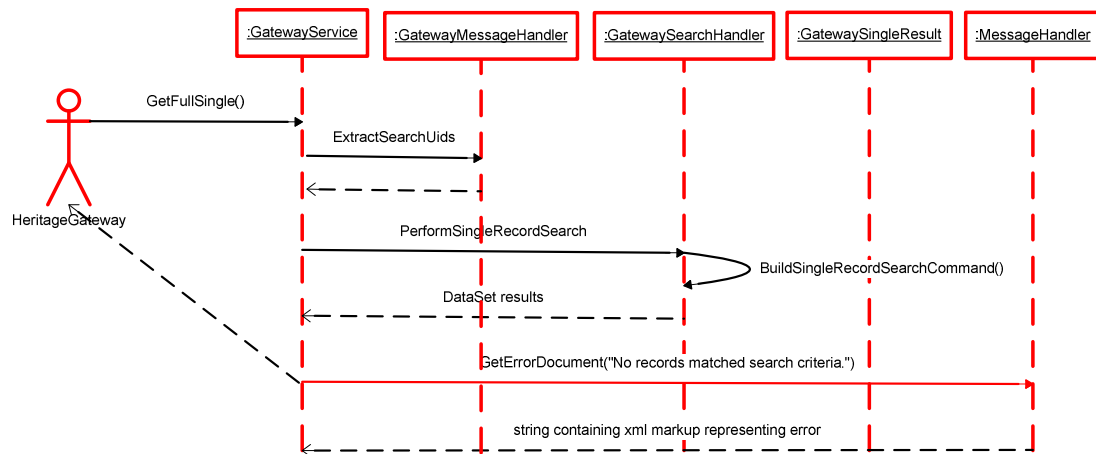 :GatewayService
:GatewayMessageHandler
:GatewaySearchHandler
:GatewaySingleResult
:MessageHandler
GetFullSingle()
ExtractSearchUids
HeritageGateway
PerformSingleRecordSearch
BuildSingleRecordSearchCommand()
DataSet results
GetErrorDocument("No records matched search criteria.")
string containing xml markup representing error